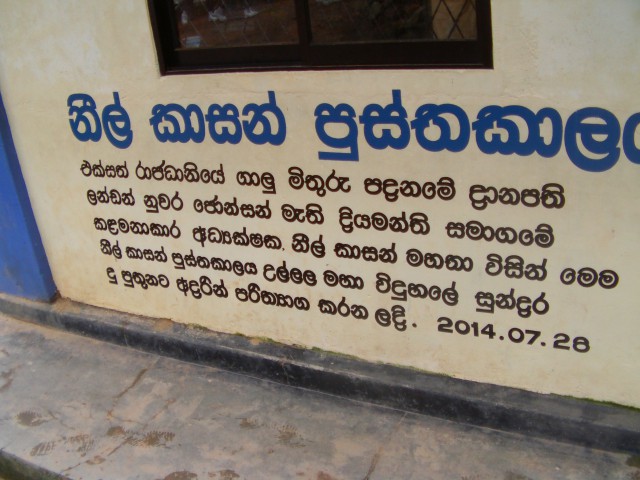 නීල් කාසන් පුස්තකාලය
එක්සත් රාජධානියේ ගාලු මිතුරු පදනමේ දානපති
ලන්ඩන් නුවර ජොන්සන් මැති දියමන්ති සමාගමේ
කළමනාකාර අධ්‍යක්ෂක. නීල් කාසන් මහතා විසින් මෙම
නීල් කාසන් පුස්තකාලය උල්ලල මහා විදුහලේ සුන්දර
දූ පුතුනට අදරින් පරිත්‍යාග කරන ලදි. 2014.07.28